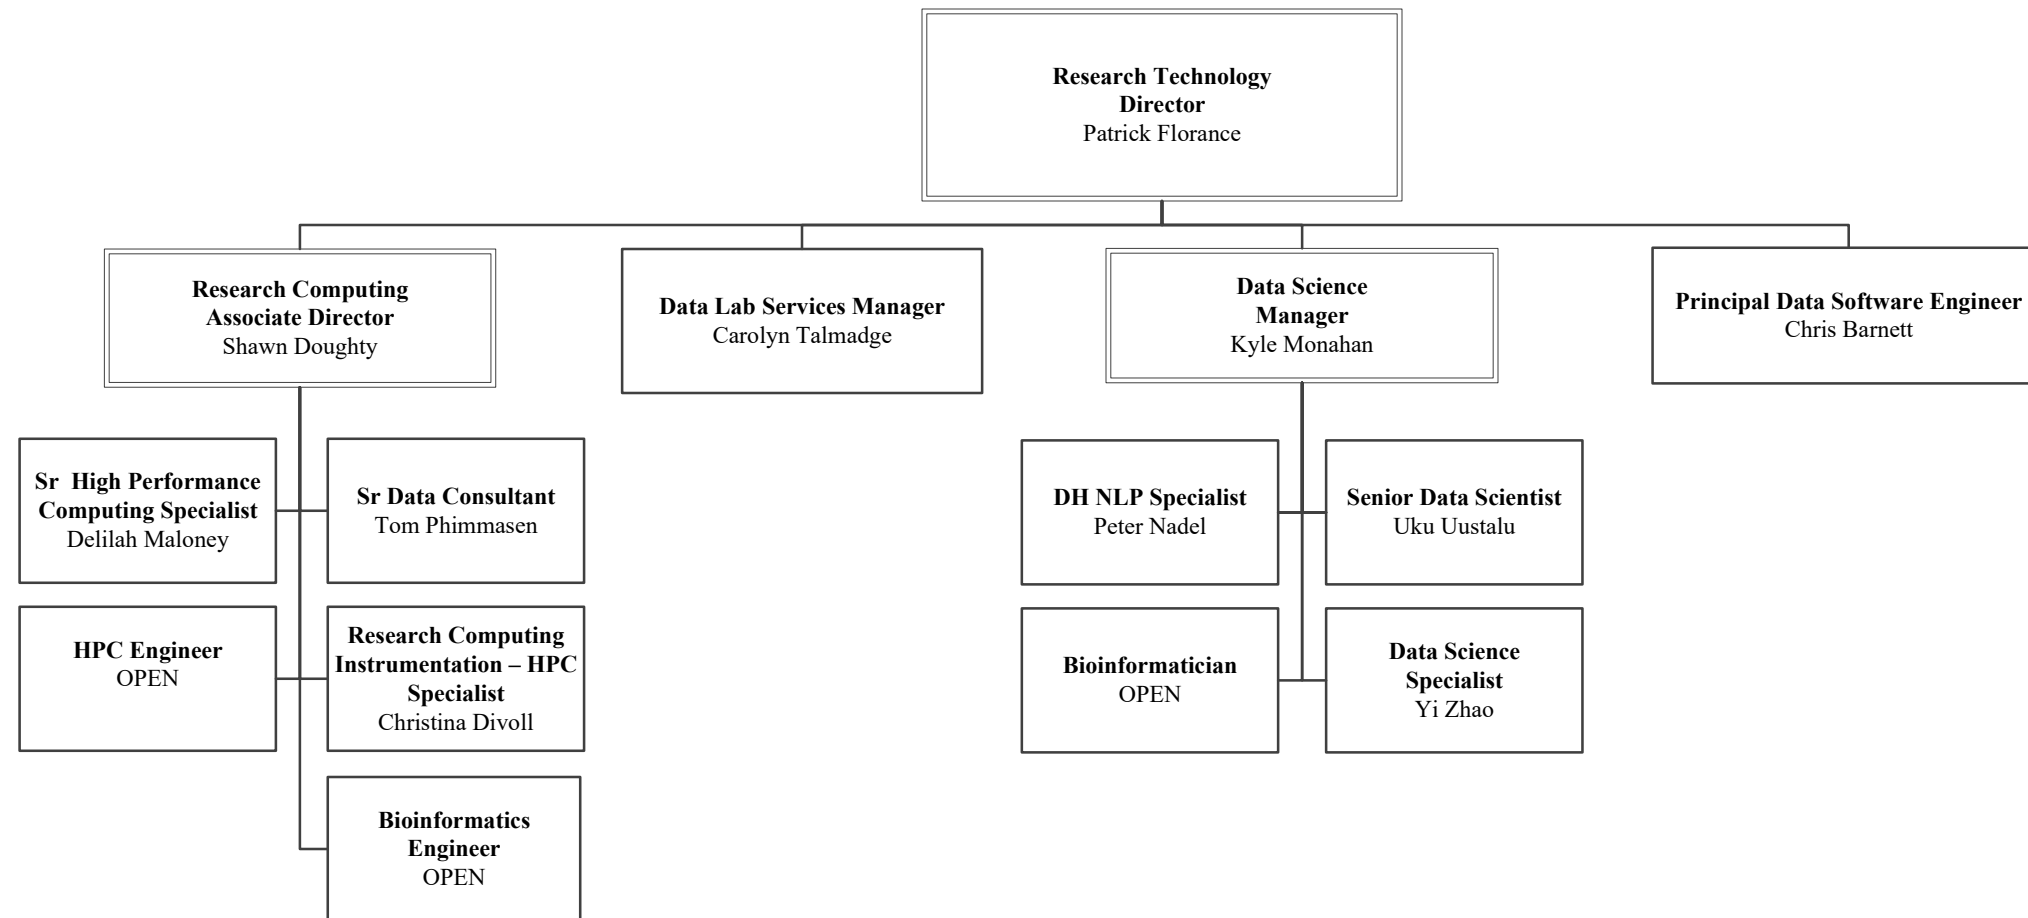 Research Technology
Director
Patrick Florance
Research Computing
Associate Director
Shawn Doughty
Data Lab Services Manager
Carolyn Talmadge
Data Science
Manager
Kyle Monahan
Principal Data Software Engineer
Chris Barnett
Sr  High Performance
Computing Specialist
Delilah Maloney
Sr Data Consultant
Tom Phimmasen
DH NLP Specialist
Peter Nadel
Senior Data Scientist
Uku Uustalu
HPC Engineer
OPEN
Research Computing
Instrumentation – HPC
Specialist
Christina Divoll
Bioinformatician
OPEN
Data Science
Specialist
Yi Zhao
Bioinformatics
Engineer
OPEN